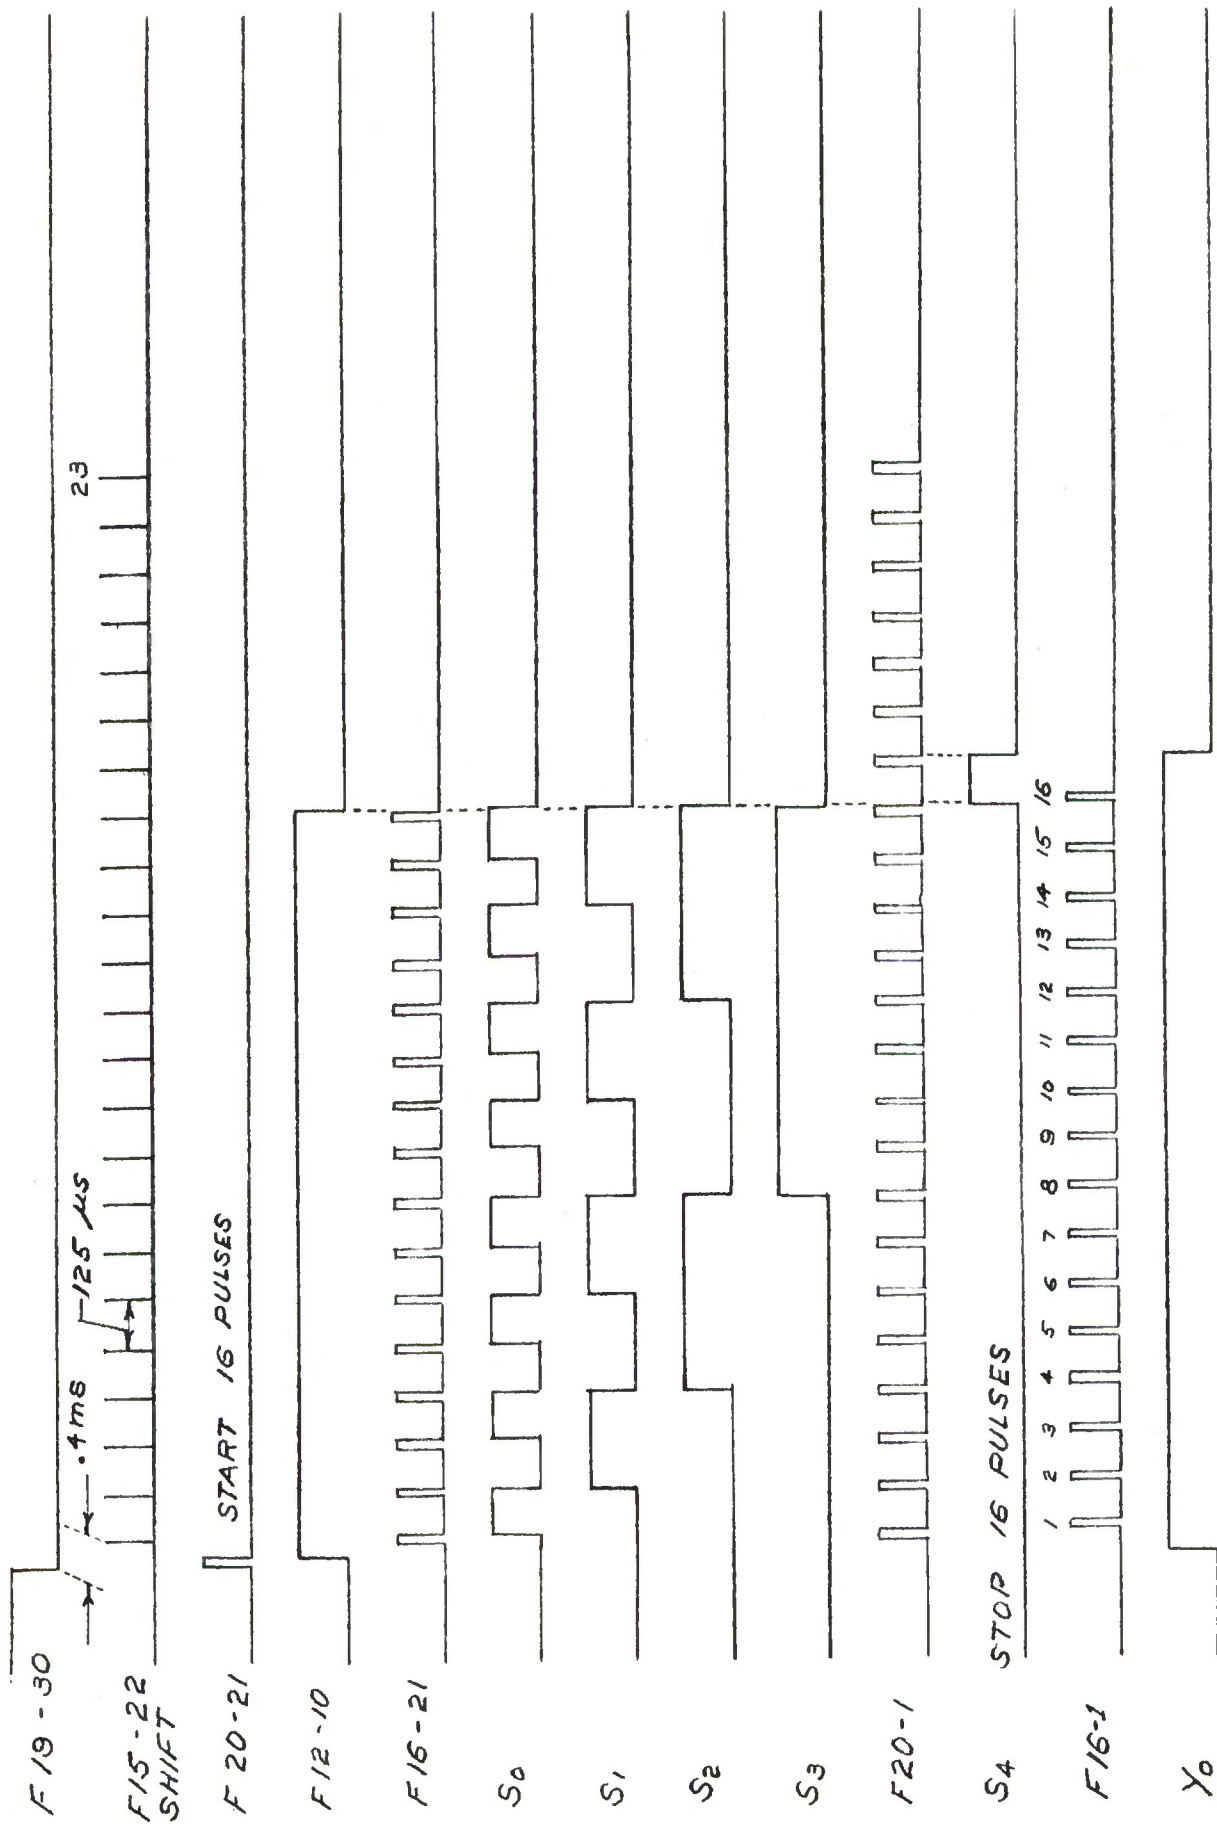 F 19-30
.4ms
125 µs
23
F15-22
SHIFT
F 20-21
START 16 PULSES
F12-10
F16-21
S0
S1
S2
S3
F20-1
S4
STOP 16 PULSES
1 2 3 4 5 6 7 8 9 10 11 12 13 14 15 16
F16-1
Y0